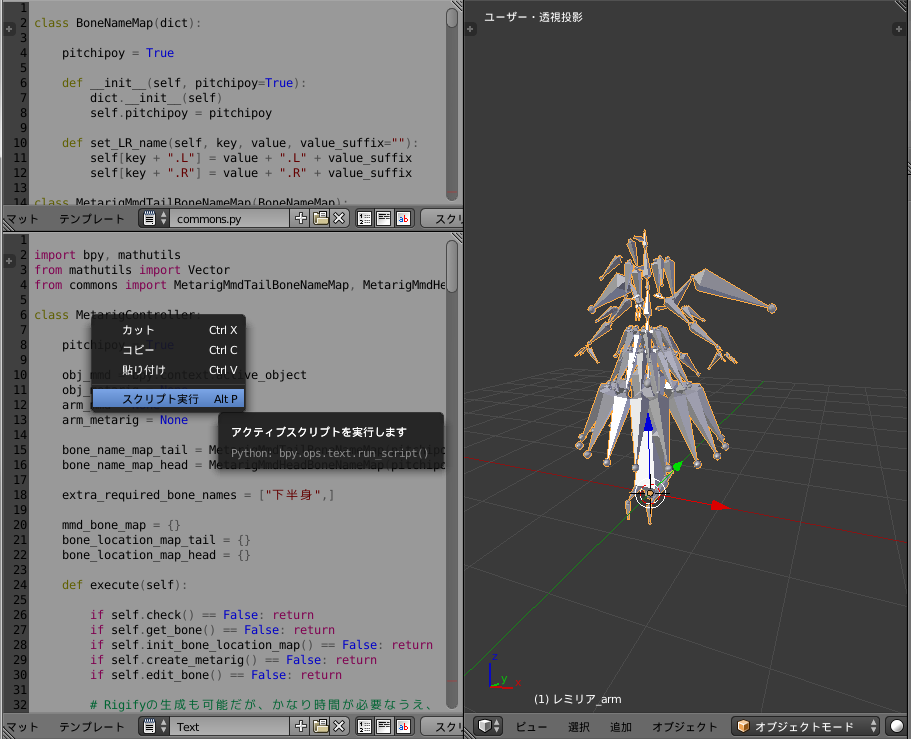 1
2 class BoneNameMap(dict):
3
4     pitchipoy = True
5
6     def __init__(self, pitchipoy=True):
7         dict.__init__(self)
8         self.pitchipoy = pitchipoy
9
10     def set_LR_name(self, key, value, value_suffix=""):
11         self[key + ".L"] = value + ".L" + value_suffix
12         self[key + ".R"] = value + ".R" + value_suffix
13
14 class MetarigMmdTailBoneNameMap(BoneNameMap):
マット テンプレート commons.py スクリ
1
2 import bpy, mathutils
3 from mathutils import Vector
4 from commons import MetarigMmdTailBoneNameMap, MetarigMmdHe
5
6 class MetarigController:
7
8     pitchipoy = True
カット Ctrl X
コピー Ctrl C
貼り付け Ctrl V
スクリプト実行 Alt P
アクティブスクリプトを実行します
Python: bpy.ops.text.run_script()
9
10     obj_mmd = bpy.context.active_object
11     obj_
12     arm_
13     arm_metarig = None
14
15     bone_name_map_tail =
16     bone_name_map_head = MetarigMmdHeadBoneNameMap(pitchipo
17
18     extra_required_bone_names = ["下半身",]
19
20     mmd_bone_map = {}
21     bone_location_map_tail = {}
22     bone_location_map_head = {}
23
24     def execute(self):
25
26         if self.check() == False: return
27         if self.get_bone() == False: return
28         if self.init_bone_location_map() == False: return
29         if self.create_metarig() == False: return
30         if self.edit_bone() == False: return
31
32         # Rigifyの生成も可能だが、かなり時間が必要なうえ、
マット テンプレート Text スクリ
ユーザー・透視投影
z
y
x
(1) レミリア_arm
ビュー 選択 追加 オブジェクト オブジェクトモード